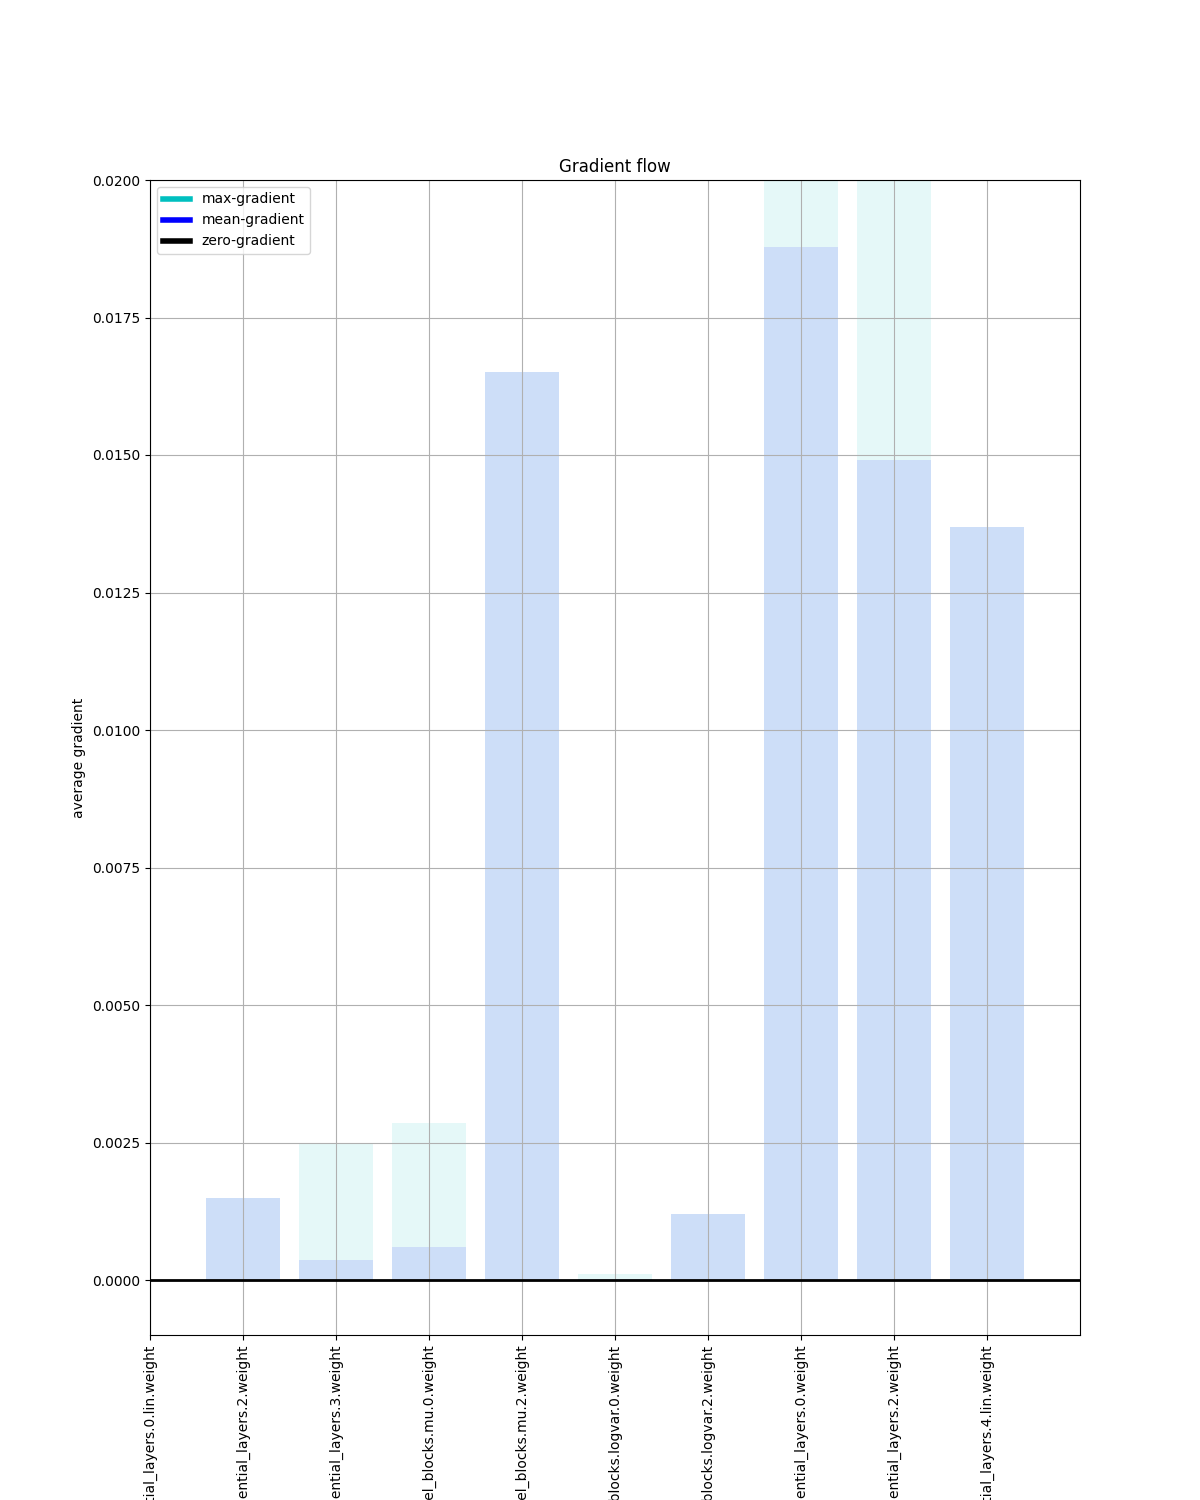 Gradient flow
max-gradient
mean-gradient
zero-gradient
average gradient
0.0200
0.0175
0.0150
0.0125
0.0100
0.0075
0.0050
0.0025
0.0000
tial_layers.0.lin.weight
ential_layers.2.weight
ential_layers.3.weight
el_blocks.mu.0.weight
el_blocks.mu.2.weight
blocks.logvar.0.weight
blocks.logvar.2.weight
ential_layers.0.weight
ential_layers.2.weight
tial_layers.4.lin.weight